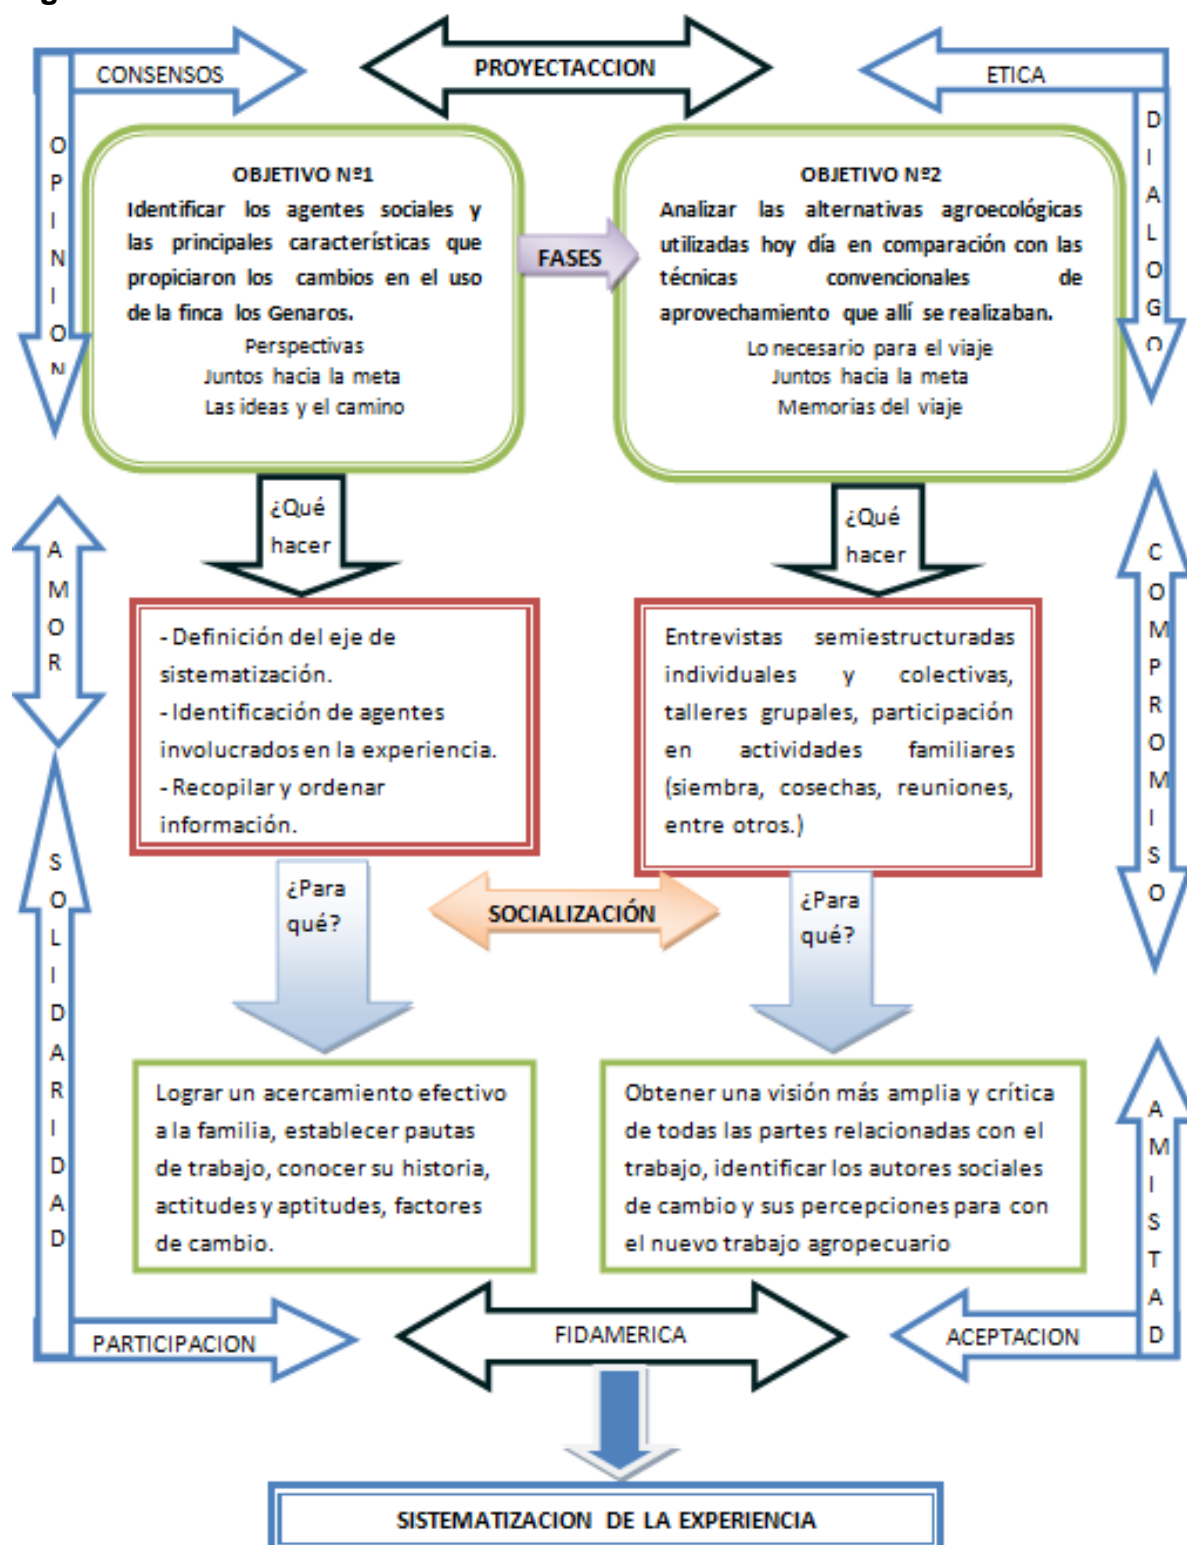 CONSENSOS
PROYECTACCION
ETICA
OPINION
DIALOGO
OBJETIVO Nº1
Identificar los agentes sociales y
las principales características que
propiciaron los cambios en el uso
de la finca los Genaros.
Perspectivas
Juntos hacia la meta
Las ideas y el camino
FASES
OBJETIVO Nº2
Analizar las alternativas agroecológicas
utilizadas hoy día en comparación con las
técnicas convencionales de
aprovechamiento que allí se realizaban.
Lo necesario para el viaje
Juntos hacia la meta
Memorias del viaje
¿Qué
hacer
¿Qué
hacer
AMOR
COMPROMISO
- Definición del eje de
sistematización.
- Identificación de agentes
involucrados en la experiencia.
- Recopilar y ordenar
información.
Entrevistas semiestructuradas
individuales y colectivas,
talleres grupales, participación
en actividades familiares
(siembra, cosechas, reuniones,
entre otros.)
SOLIDARIDAD
¿Para
qué?
SOCIALIZACIÓN
¿Para
qué?
Lograr un acercamiento efectivo
a la familia, establecer pautas
de trabajo, conocer su historia,
actitudes y aptitudes, factores
de cambio.
Obtener una visión más amplia y crítica
de todas las partes relacionadas con el
trabajo, identificar los autores sociales
de cambio y sus percepciones para con
el nuevo trabajo agropecuario
AMISTAD
PARTICIPACION
FIDAMERICA
ACEPTACION
SISTEMATIZACION DE LA EXPERIENCIA